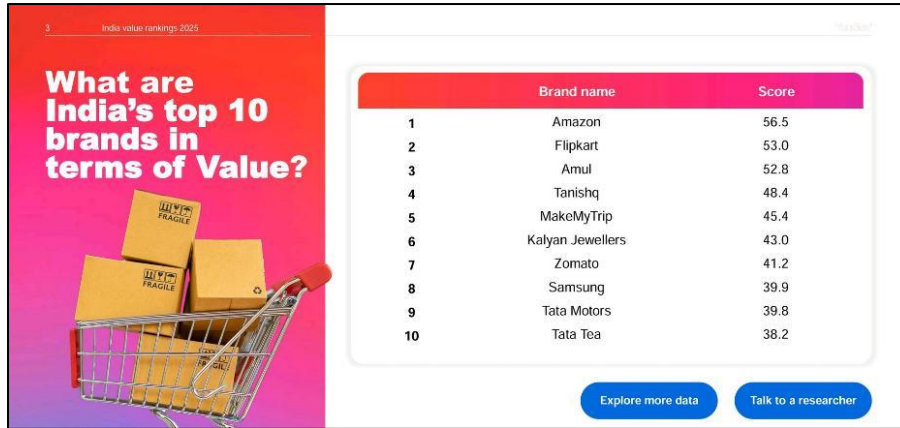 3 India value rankings 2025
What are
India's top 10
brands in
terms of Value?
FRAGILE
FRAGILE
FRAGILE
Brand name Score
1 Amazon 56.5
2 Flipkart 53.0
3 Amul 52.8
4 Tanishq 48.4
5 MakeMyTrip 45.4
6 Kalyan Jewellers 43.0
7 Zomato 41.2
8 Samsung 39.9
9 Tata Motors 39.8
10 Tata Tea 38.2
Explore more data Talk to a researcher